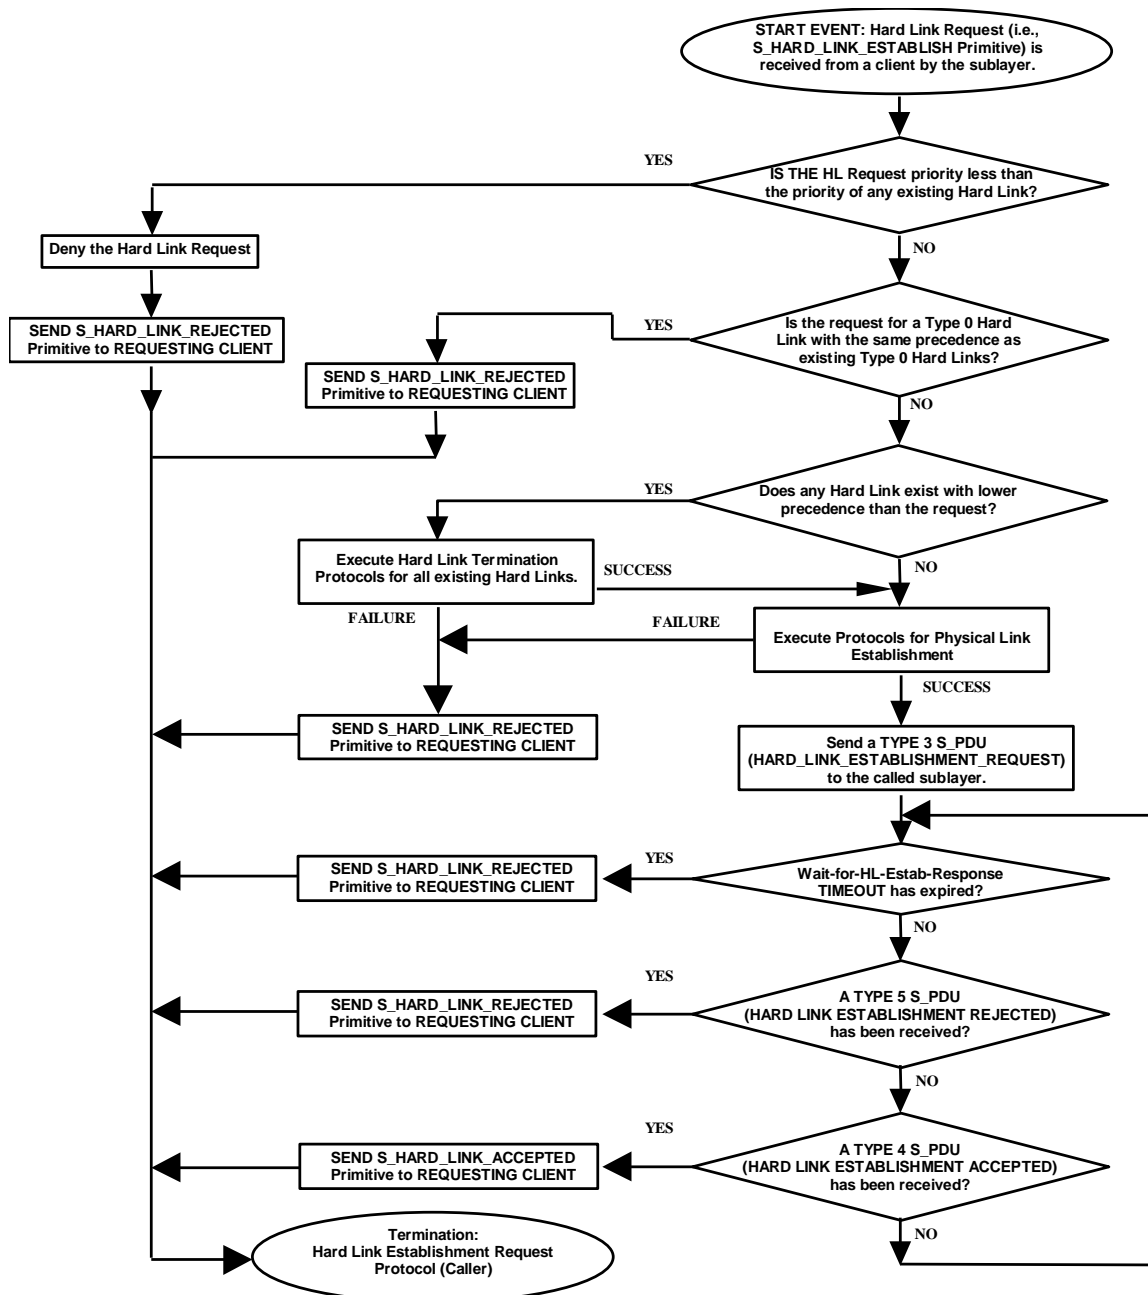 START EVENT: Hard Link Request (i.e.,
S_HARD_LINK_ESTABLISH Primitive) is
received from a client by the sublayer.
YES
IS THE HL Request priority less than
the priority of any existing Hard Link?
Deny the Hard Link Request
NO
SEND S_HARD_LINK_REJECTED
Primitive to REQUESTING CLIENT
YES
Is the request for a Type 0 Hard
Link with the same precedence as
existing Type 0 Hard Links?
SEND S_HARD_LINK_REJECTED
Primitive to REQUESTING CLIENT
NO
YES
Does any Hard Link exist with lower
precedence than the request?
Execute Hard Link Termination
Protocols for all existing Hard Links.
SUCCESS
NO
FAILURE
FAILURE
Execute Protocols for Physical Link
Establishment
SUCCESS
SEND S_HARD_LINK_REJECTED
Primitive to REQUESTING CLIENT
Send a TYPE 3 S_PDU
(HARD_LINK_ESTABLISHMENT_REQUEST)
to the called sublayer.
SEND S_HARD_LINK_REJECTED
Primitive to REQUESTING CLIENT
YES
Wait-for-HL-Estab-Response
TIMEOUT has expired?
NO
SEND S_HARD_LINK_REJECTED
Primitive to REQUESTING CLIENT
YES
A TYPE 5 S_PDU
(HARD LINK ESTABLISHMENT REJECTED)
has been received?
NO
SEND S_HARD_LINK_ACCEPTED
Primitive to REQUESTING CLIENT
YES
A TYPE 4 S_PDU
(HARD LINK ESTABLISHMENT ACCEPTED)
has been received?
NO
Termination:
Hard Link Establishment Request
Protocol (Caller)